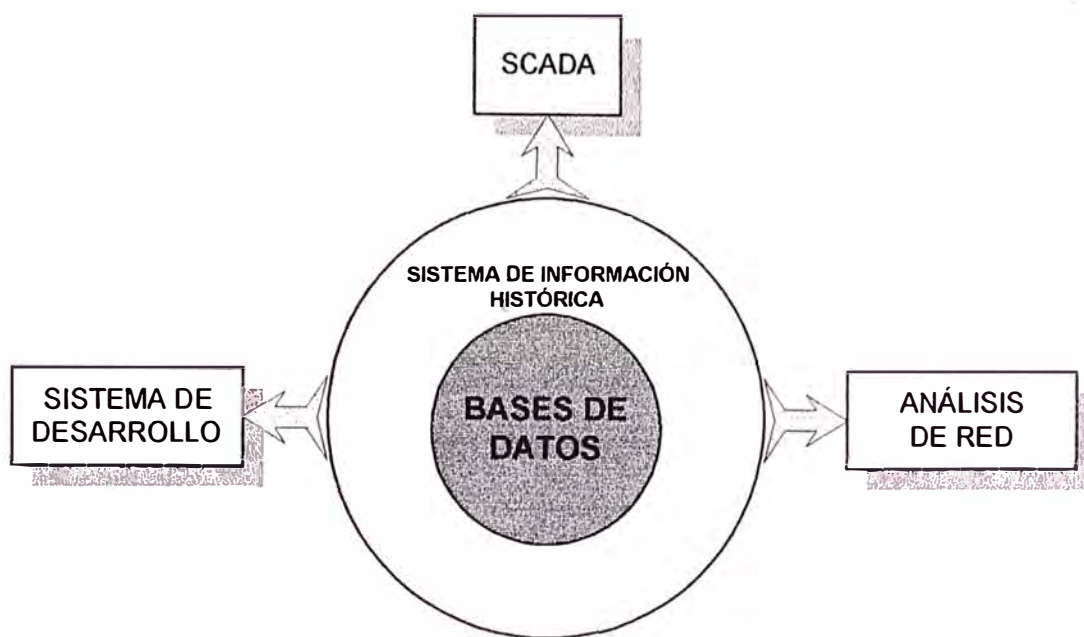 SCADA
SISTEMA DE INFORMACIÓN
HISTÓRICA
SISTEMA DE
DESARROLLO
BASES DE
DATOS
ANÁLISIS
DE RED